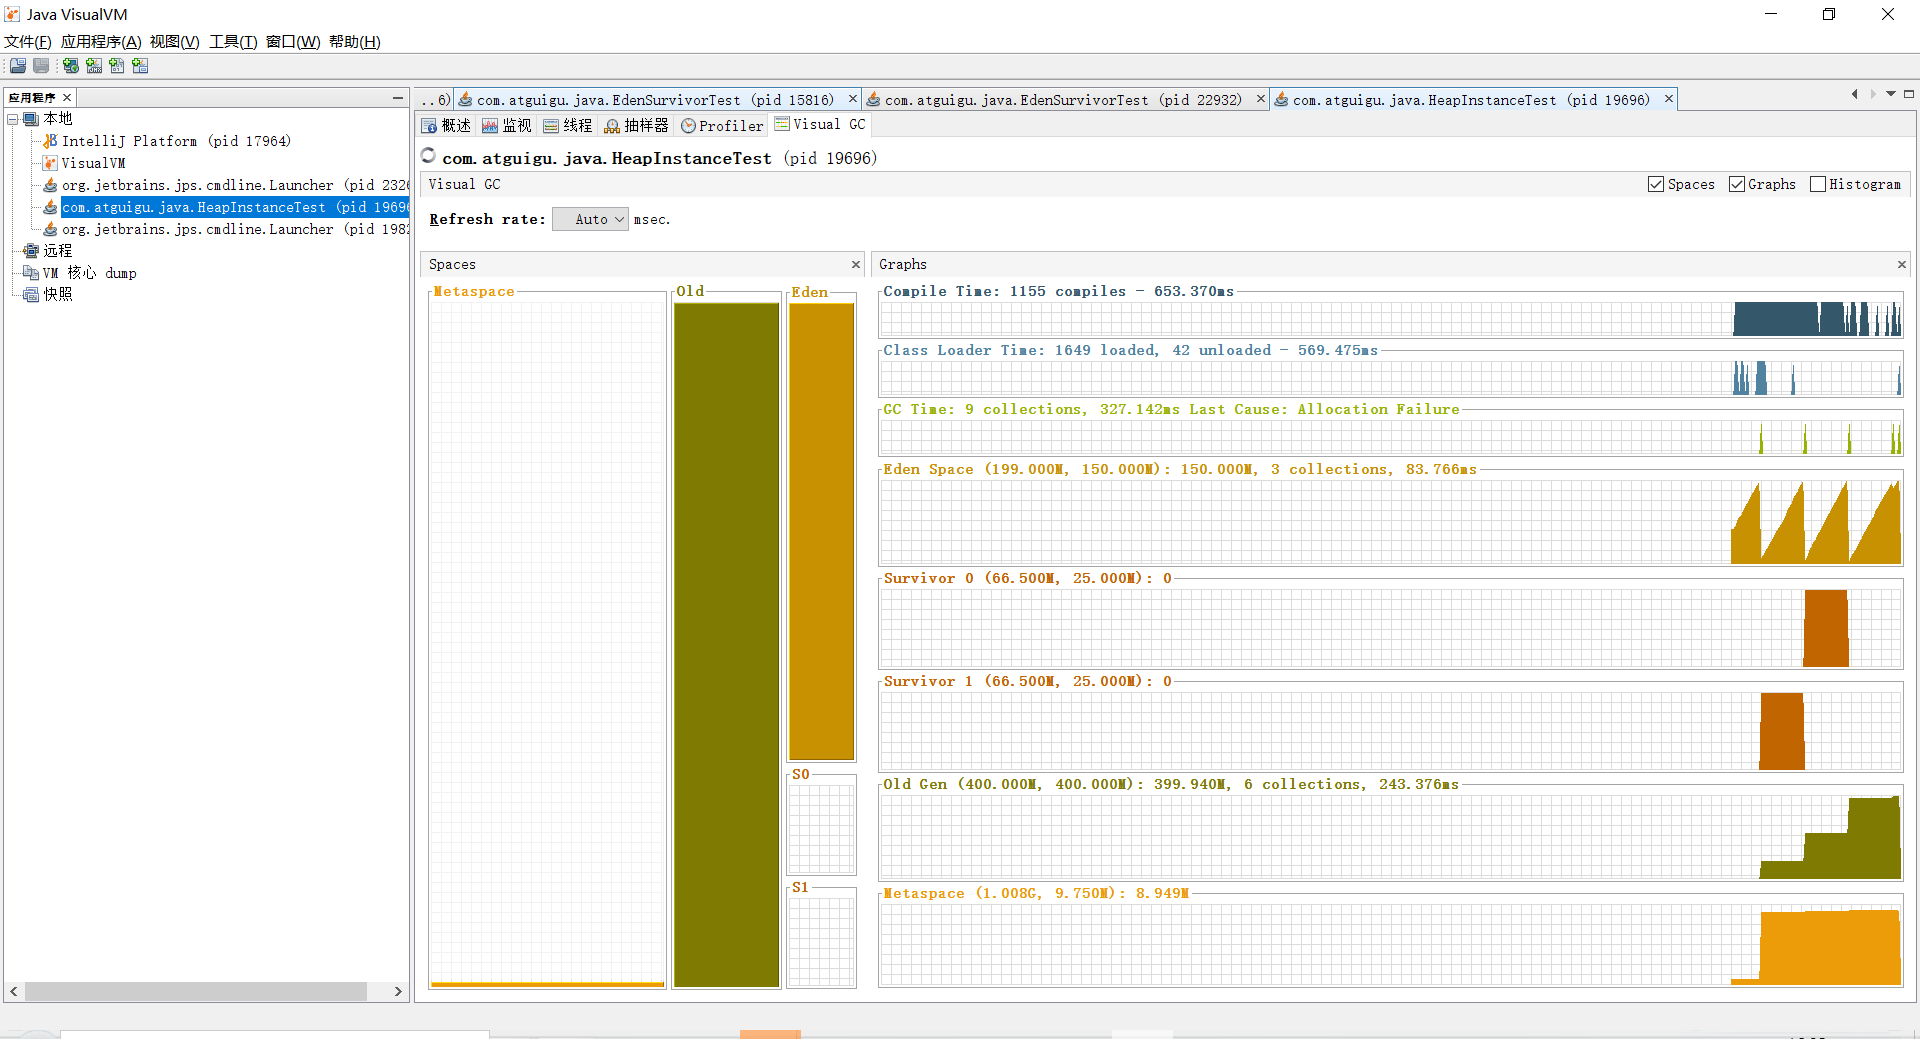 Java VisualVM
文件(F) 应用程序(A) 视图(V) 工具(T) 窗口(W) 帮助(H)
应用程序
本地
IntelliJ Platform (pid 17964)
VisualVM
org.jetbrains.jps.cmdline.Launcher (pid 2326
com.atguigu.java.HeapInstanceTest (pid 19696
org.jetbrains.jps.cmdline.Launcher (pid 1982
远程
VM 核心 dump
快照
..6) com.atguigu.java.EdenSurvivorTest (pid 15816) com.atguigu.java.EdenSurvivorTest (pid 22932) com.atguigu.java.HeapInstanceTest (pid 19696)
概述 监视 线程 抽样器 Profiler Visual GC
com.atguigu.java.HeapInstanceTest (pid 19696)
Visual GC Spaces Graphs Histogram
Refresh rate: Auto msec.
Spaces
Metaspace Old Eden
S0
S1
Graphs
Compile Time: 1155 compiles - 653.370ms
Class Loader Time: 1649 loaded, 42 unloaded - 569.475ms
GC Time: 9 collections, 327.142ms Last Cause: Allocation Failure
Eden Space (199.000M, 150.000M): 150.000M, 3 collections, 83.766ms
Survivor 0 (66.500M, 25.000M): 0
Survivor 1 (66.500M, 25.000M): 0
Old Gen (400.000M, 400.000M): 399.940M, 6 collections, 243.376ms
Metaspace (1.008G, 9.750M): 8.949M